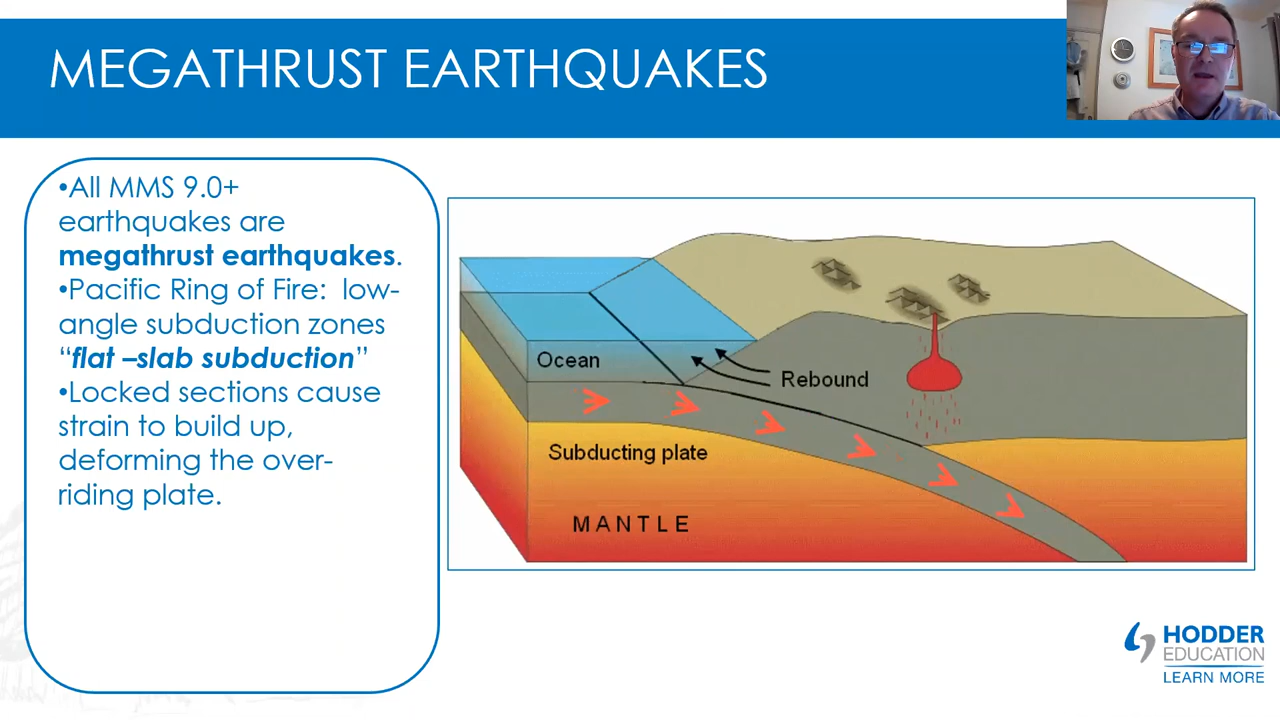 MEGATHRUST EARTHQUAKES
•All MMS 9.0+
earthquakes are
megathrust earthquakes.
•Pacific Ring of Fire:  low-
angle subduction zones
“flat –slab subduction”
•Locked sections cause
strain to build up,
deforming the over-
riding plate.
Ocean
Rebound
Subducting plate
MANTLE
HODDER
EDUCATION
LEARN MORE